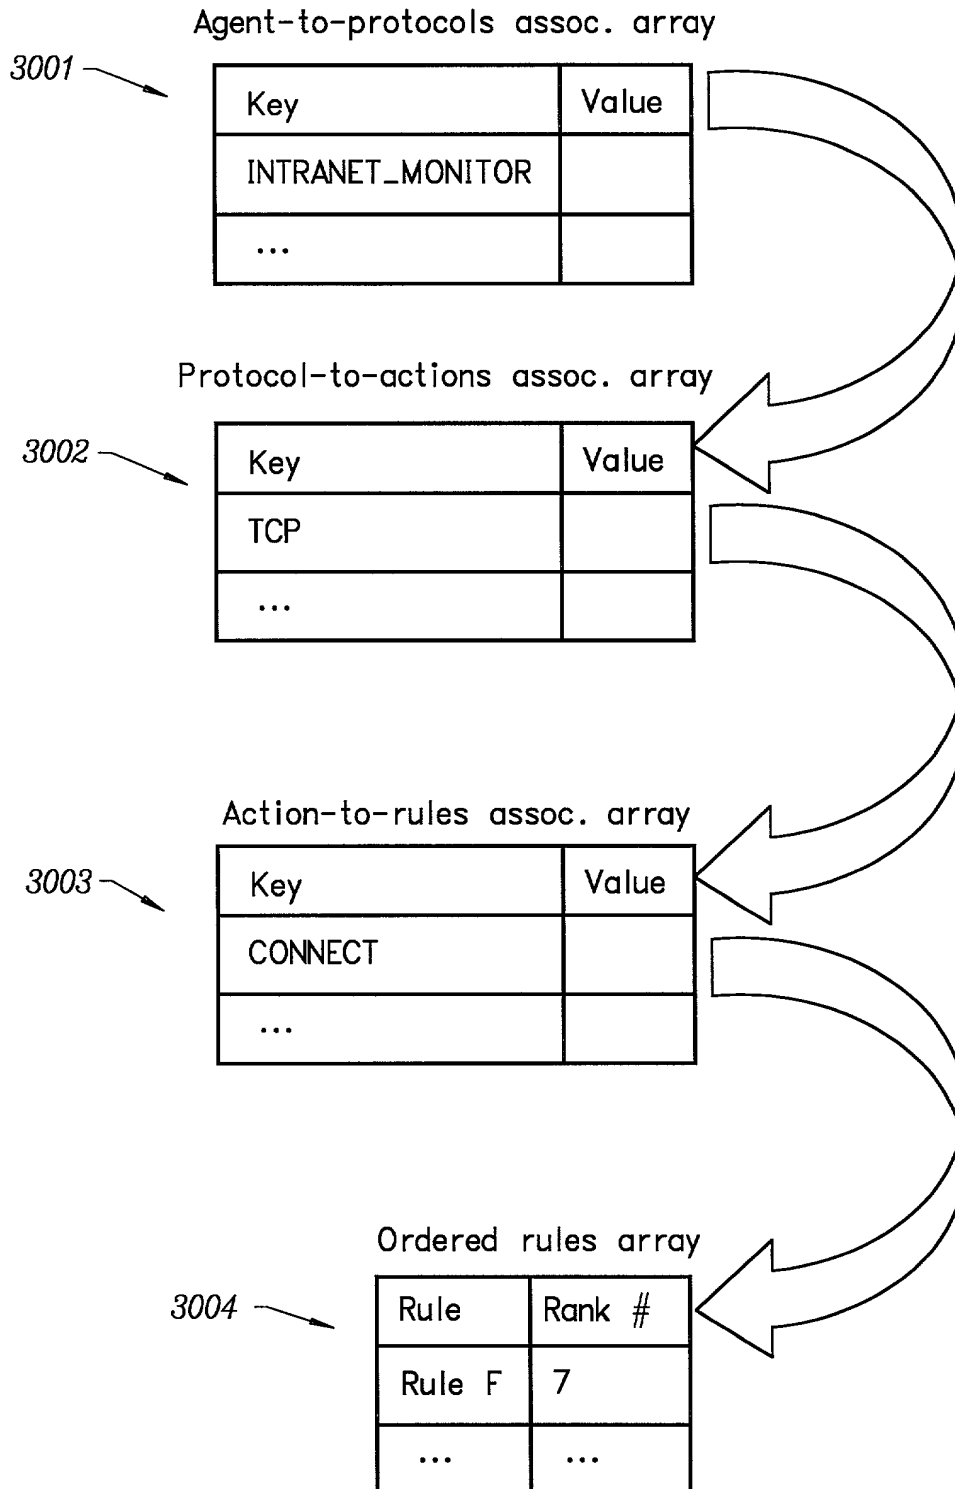 Agent-to-protocols assoc. array
3001
Key Value
INTRANET_MONITOR
...
Protocol-to-actions assoc. array
3002
Key Value
TCP
...
Action-to-rules assoc. array
3003
Key Value
CONNECT
...
Ordered rules array
3004
Rule Rank #
Rule F 7
... ...